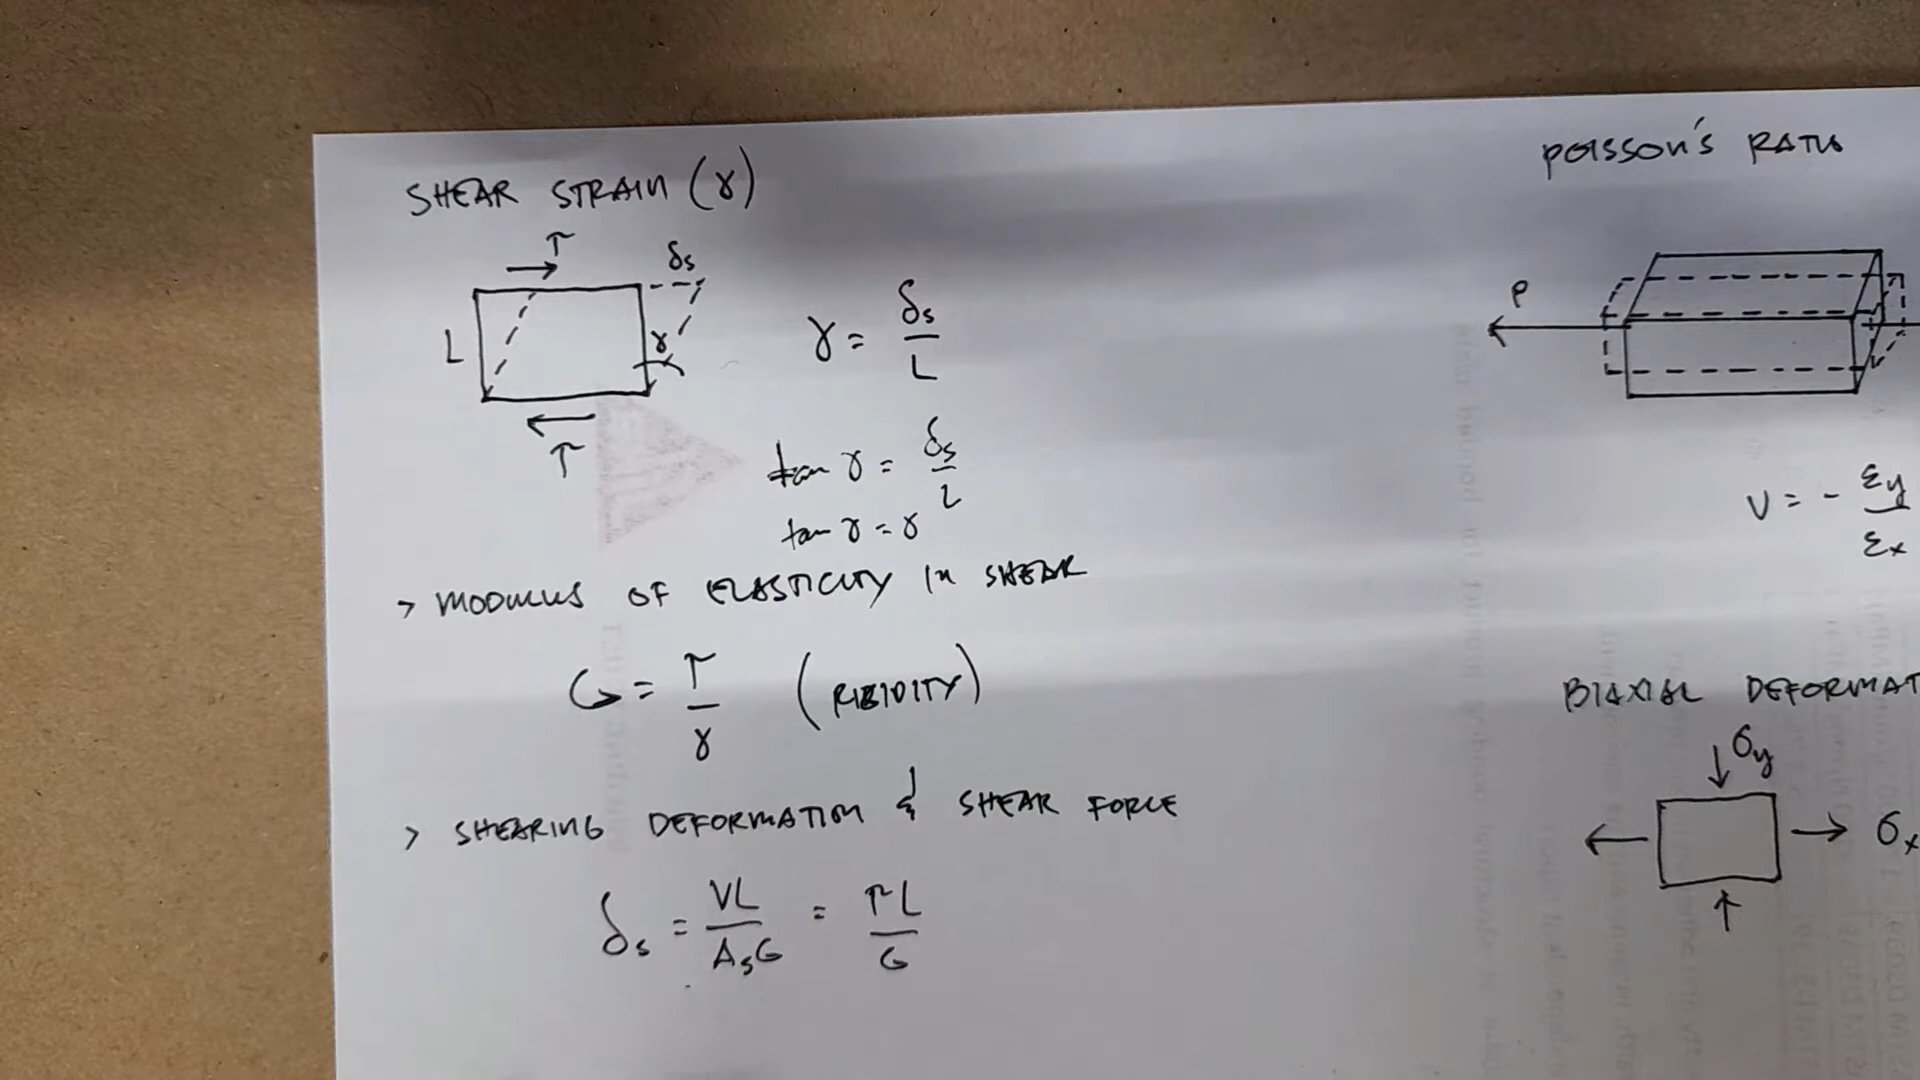 SHEAR STRAIN (γ)
τ
δs
L
γ
τ
γ = δs / L
tan γ = δs / L
tan γ = γ
> MODULUS OF ELASTICITY IN SHEAR
G = τ / γ (RIGIDITY)
> SHEARING DEFORMATION & SHEAR FORCE
δs = VL / AsG = τL / G
POISSON'S RATIO
P
ν = - εy / εx
BIAXIAL DEFORMAT
σy
σx